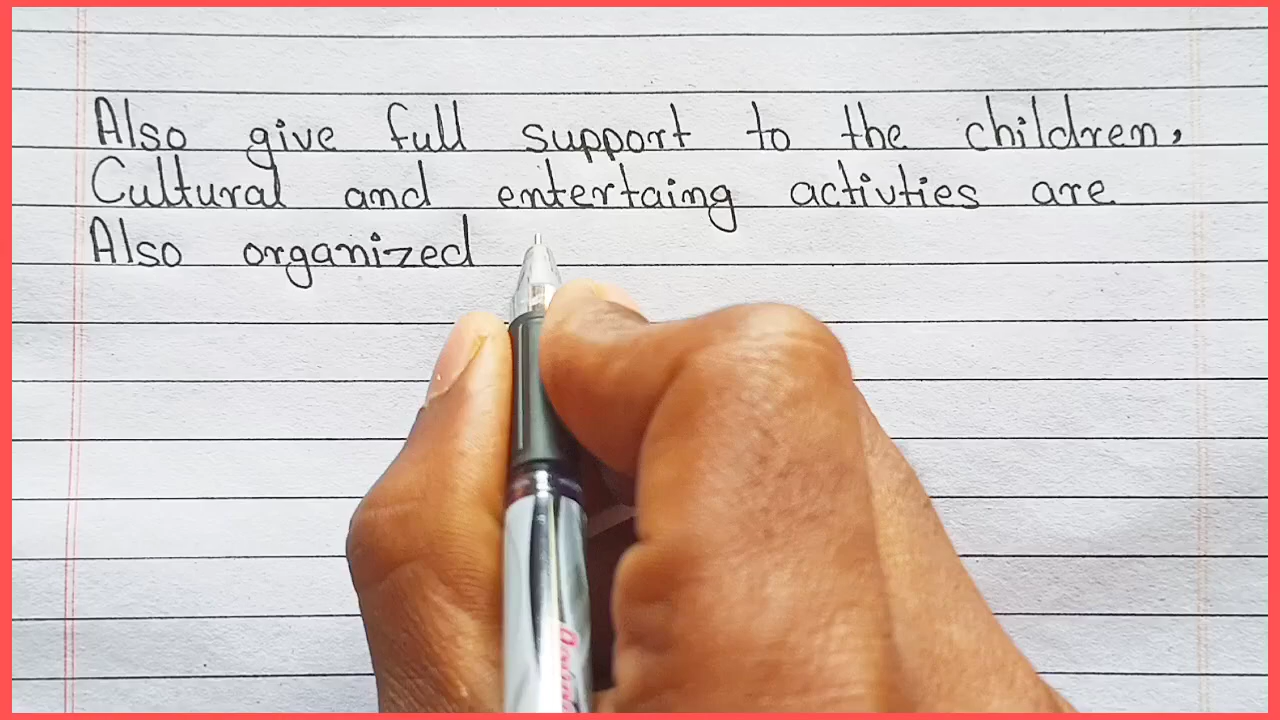 Also give full support to the children,
Cultural and entertaing activties are
Also organized